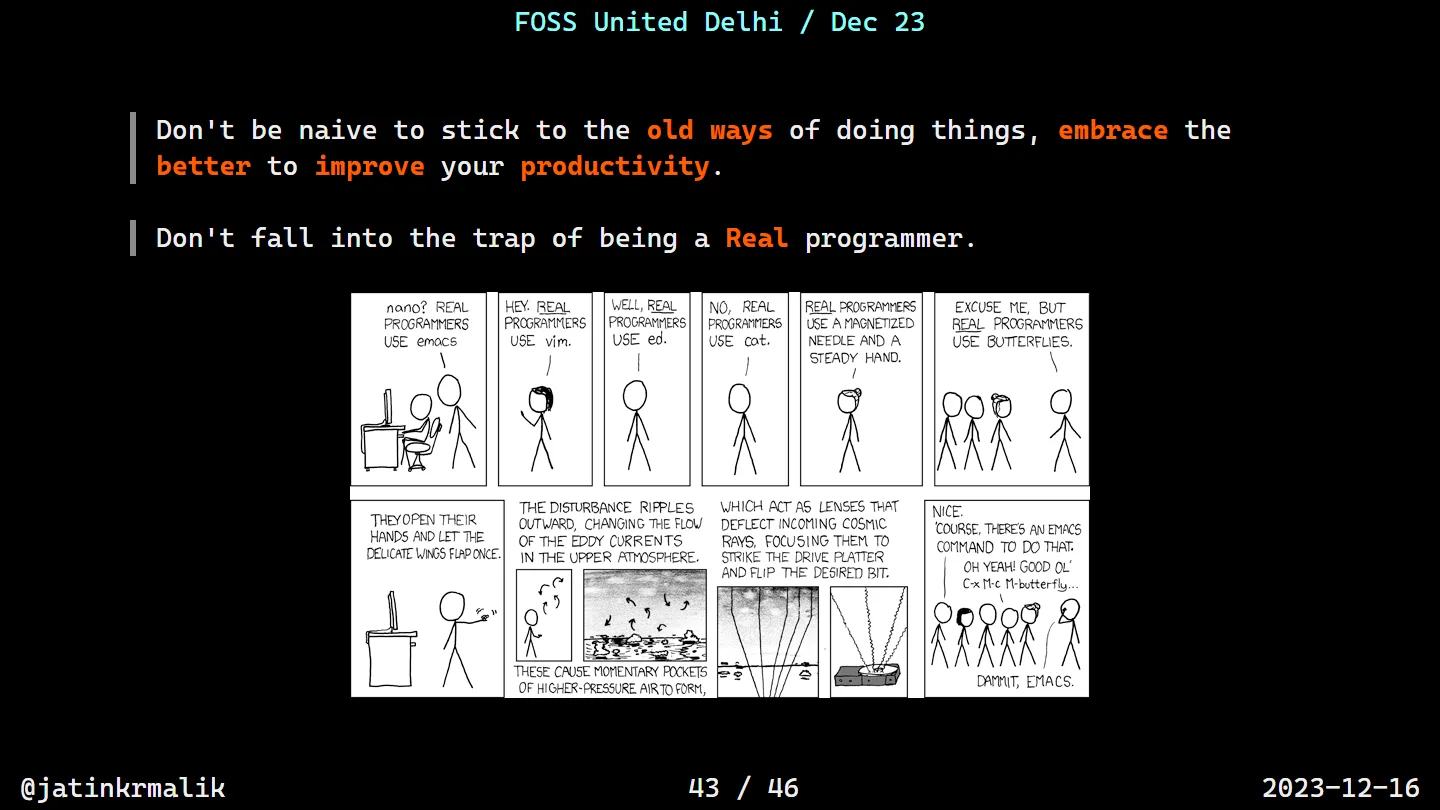 FOSS United Delhi / Dec 23
Don't be naive to stick to the old ways of doing things, embrace the
better to improve your productivity.
Don't fall into the trap of being a Real programmer.
nano? REAL
PROGRAMMERS
USE emacs
HEY. REAL
PROGRAMMERS
USE vim.
WELL, REAL
PROGRAMMERS
USE ed.
NO, REAL
PROGRAMMERS
USE cat.
REAL PROGRAMMERS
USE A MAGNETIZED
NEEDLE AND A
STEADY HAND.
EXCUSE ME, BUT
REAL PROGRAMMERS
USE BUTTERFLIES.
THEY OPEN THEIR
HANDS AND LET THE
DELICATE WINGS FLAP ONCE.
THE DISTURBANCE RIPPLES
OUTWARD, CHANGING THE FLOW
OF THE EDDY CURRENTS
IN THE UPPER ATMOSPHERE.
THESE CAUSE MOMENTARY POCKETS
OF HIGHER-PRESSURE AIR TO FORM,
WHICH ACT AS LENSES THAT
DEFLECT INCOMING COSMIC
RAYS, FOCUSING THEM TO
STRIKE THE DRIVE PLATTER
AND FLIP THE DESIRED BIT.
NICE.
'COURSE, THERE'S AN EMACS
COMMAND TO DO THAT.
OH YEAH! GOOD OL'
C-x M-c M-butterfly...
DAMMIT, EMACS.
@jatinkrmalik
43 / 46
2023-12-16